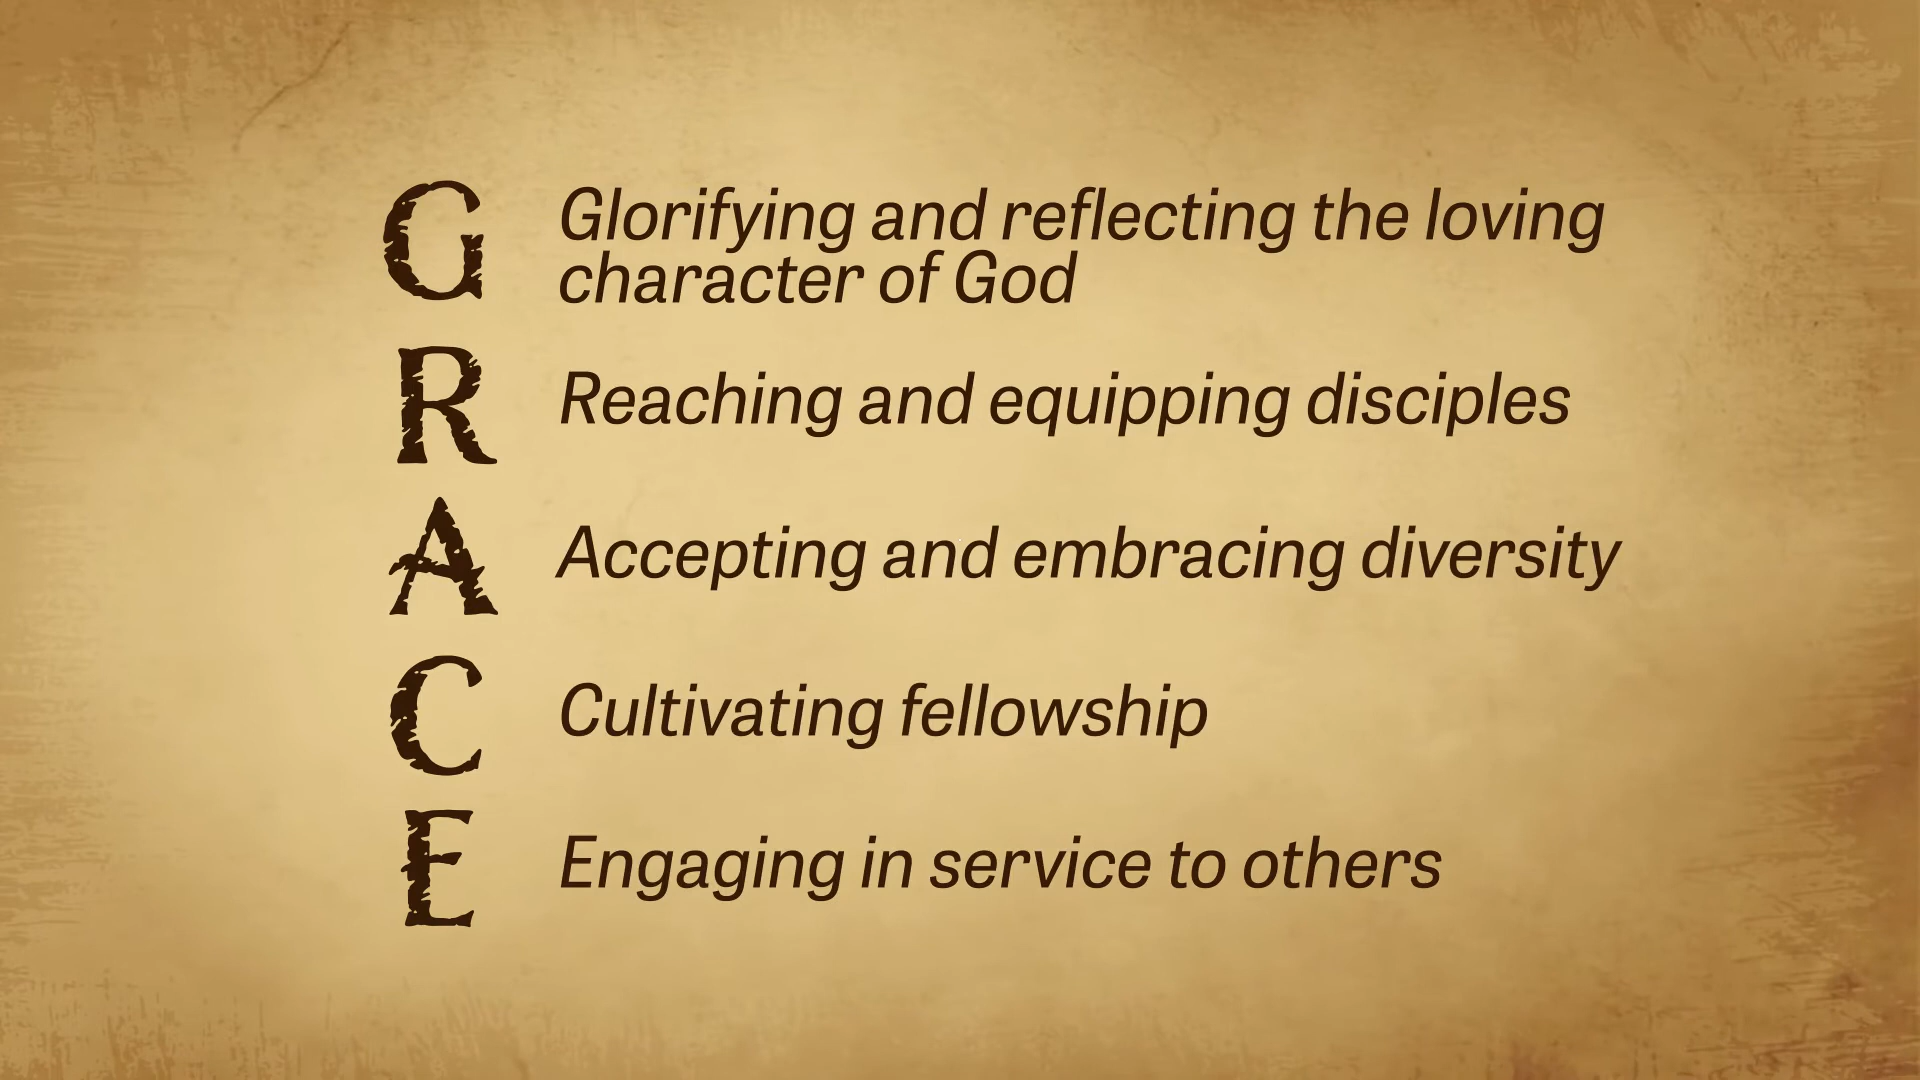 G Glorifying and reflecting the loving
character of God
R Reaching and equipping disciples
A Accepting and embracing diversity
C Cultivating fellowship
E Engaging in service to others